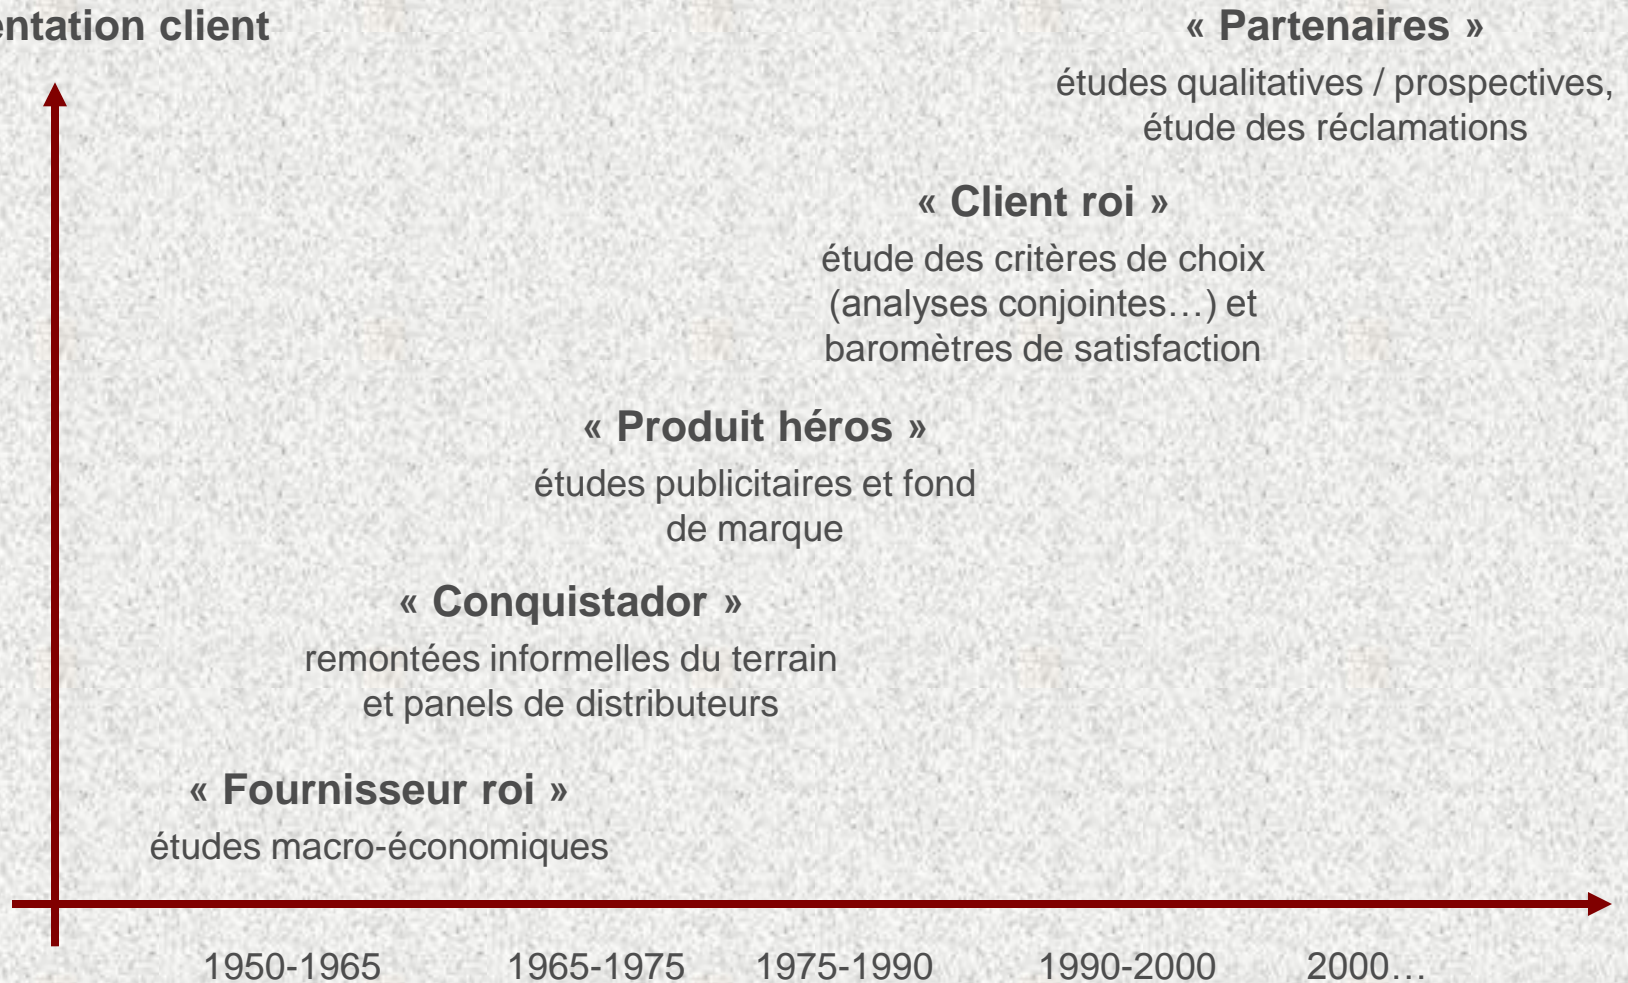 entation client
« Partenaires »
études qualitatives / prospectives,
étude des réclamations
« Client roi »
étude des critères de choix
(analyses conjointes…) et
baromètres de satisfaction
« Produit héros »
études publicitaires et fond
de marque
« Conquistador »
remontées informelles du terrain
et panels de distributeurs
« Fournisseur roi »
études macro-économiques
1950-1965 1965-1975 1975-1990 1990-2000 2000…